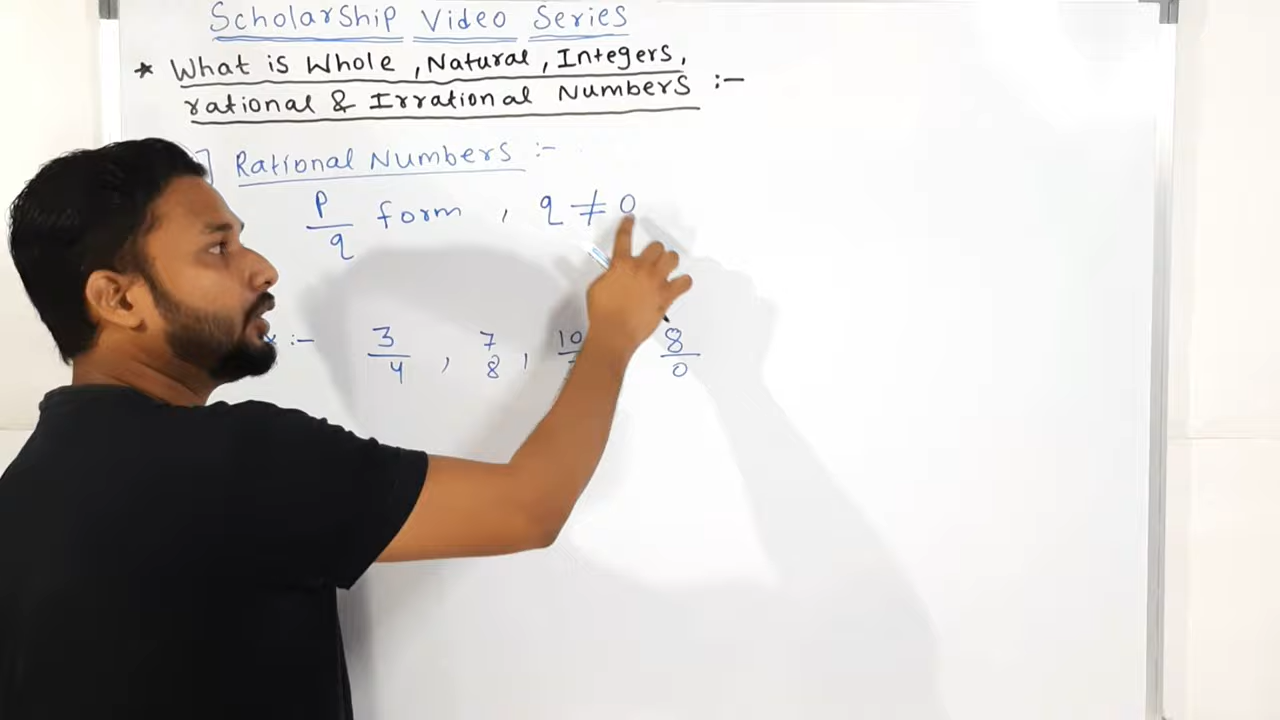 Scholarship Video Series
* What is Whole, Natural, Integers,
rational & Irrational Numbers :-
] Rational Numbers :-
p/q form , q ≠ 0
:- 3/4 , 7/8 , 10/ 8/0